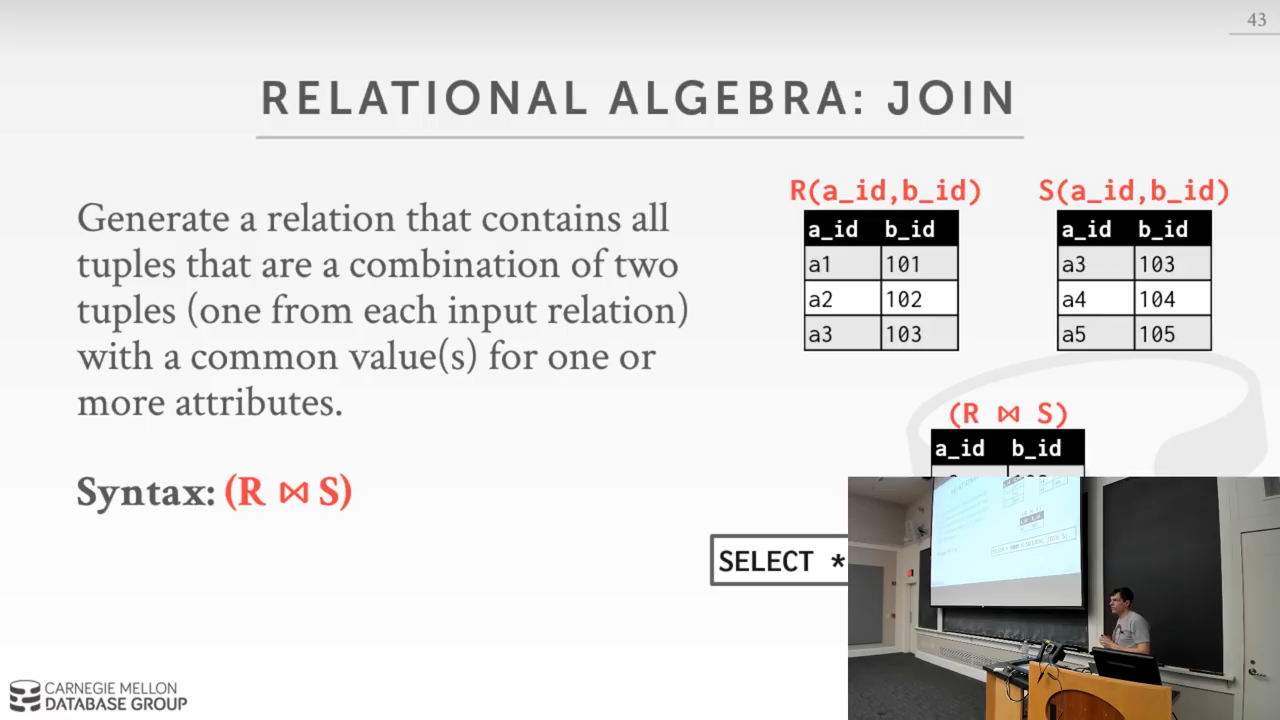 43
RELATIONAL ALGEBRA: JOIN
Generate a relation that contains all
tuples that are a combination of two
tuples (one from each input relation)
with a common value(s) for one or
more attributes.
Syntax: (R ⋈ S)
R(a_id,b_id)
a_id b_id
a1 101
a2 102
a3 103
S(a_id,b_id)
a_id b_id
a3 103
a4 104
a5 105
(R ⋈ S)
a_id b_id
SELECT *
CARNEGIE MELLON
DATABASE GROUP